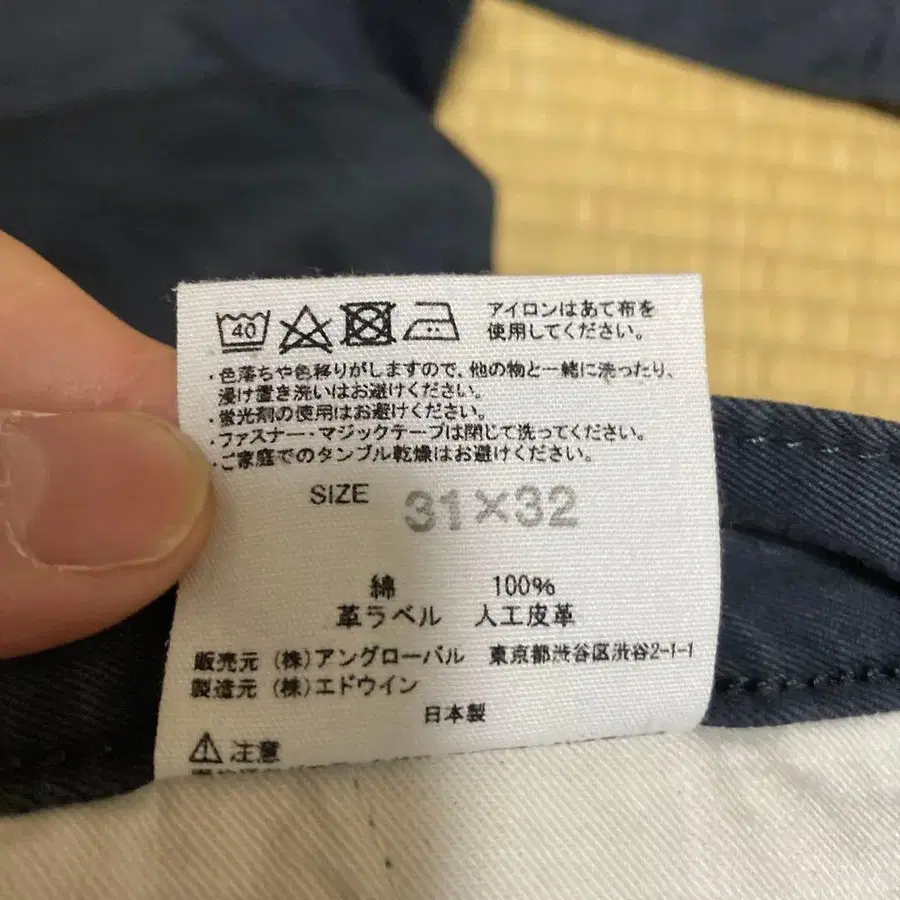 40
アイロンはあて布を
使用してください。
・色落ちや色移りがしますので、他の物と一緒に洗ったり、
浸け置き洗いはお避けください。
・蛍光剤の使用はお避けください。
・ファスナー・マジックテープは閉じて洗ってください。
・ご家庭でのタンブル乾燥はお避けください。
SIZE 31×32
綿 100%
革ラベル 人工皮革
販売元 (株)アングローバル 東京都渋谷区渋谷2-1-1
製造元 (株)エドウイン
日本製
注意